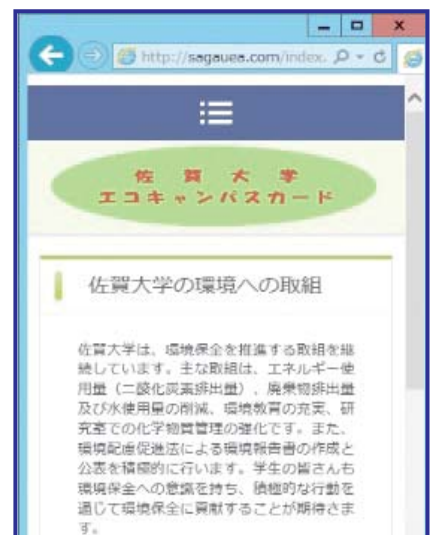 http://sagauea.com/index.
佐賀大学
エコキャンパスカード
佐賀大学の環境への取組
佐賀大学は、環境保全を推進する取組を継
続しています。主な取組は、エネルギー使
用量（二酸化炭素排出量）、廃棄物排出量
及び水使用量の削減、環境教育の充実、研
究室での化学物質管理の強化です。また、
環境配慮促進法による環境報告書の作成と
公表を積極的に行います。学生の皆さんも
環境保全への意識を持ち、積極的な行動を
通じて環境保全に貢献することが期待さま
す。